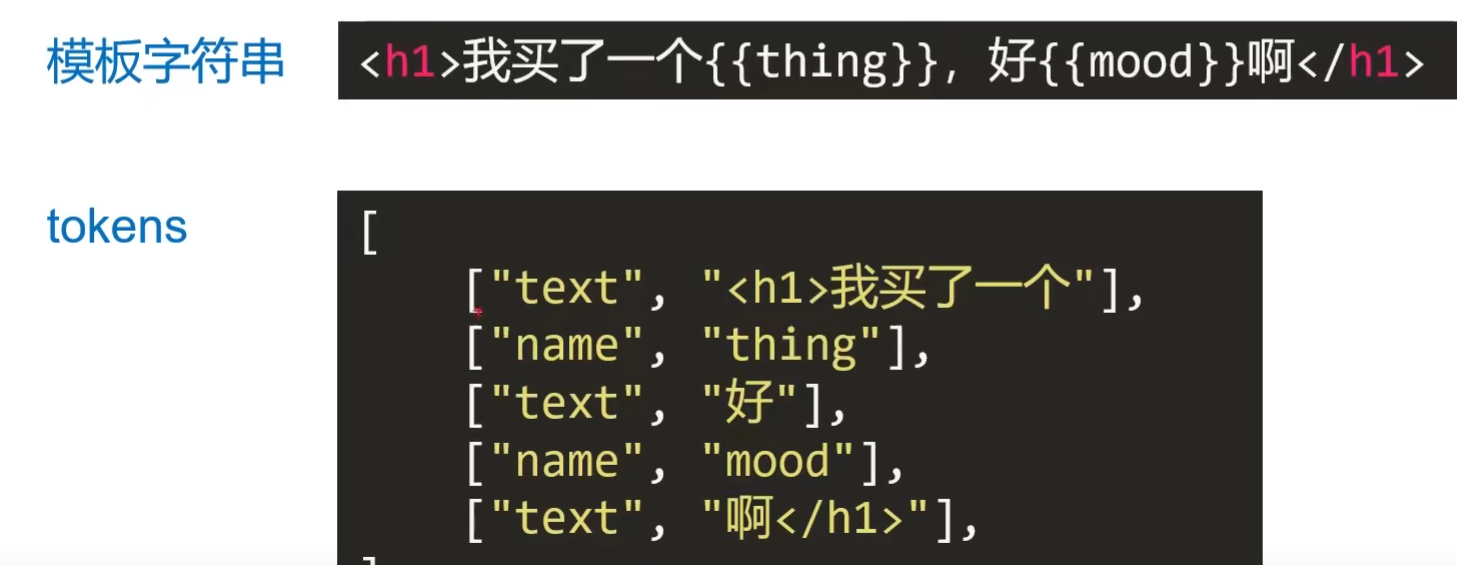 模板字符串
<h1>我买了一个{{thing}}, 好{{mood}}啊</h1>
tokens
[
["text", "<h1>我买了一个"],
["name", "thing"],
["text", "好"],
["name", "mood"],
["text", "啊</h1>"],
]